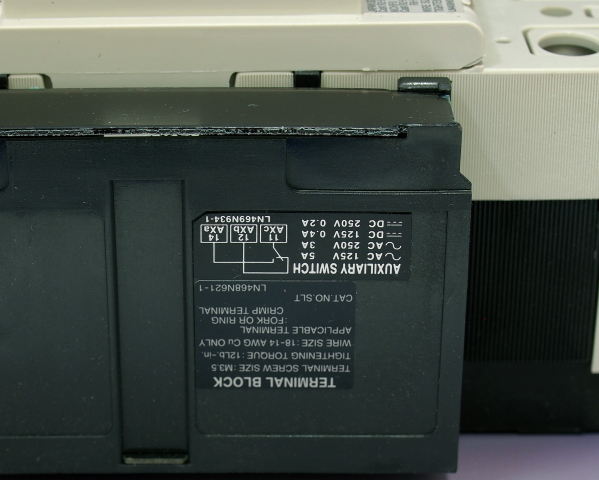 TERMINAL BLOCK
TERMINAL SCREW SIZE : M3.5
TIGHTENING TORQUE : 12Lb-in
WIRE SIZE : 18-14 AWG Cu ONLY
APPLICABLE TERMINAL
:FORK OR RING
CRIMP TERMINAL
CAT.NO.SLT
LN468N621-1
AUXILIARY SWITCH
AC 125V 5A
AC 250V 3A
DC 125V 0.4A
DC 250V 0.2A
11 12 14
AXc AXb AXa
LN469N934-1